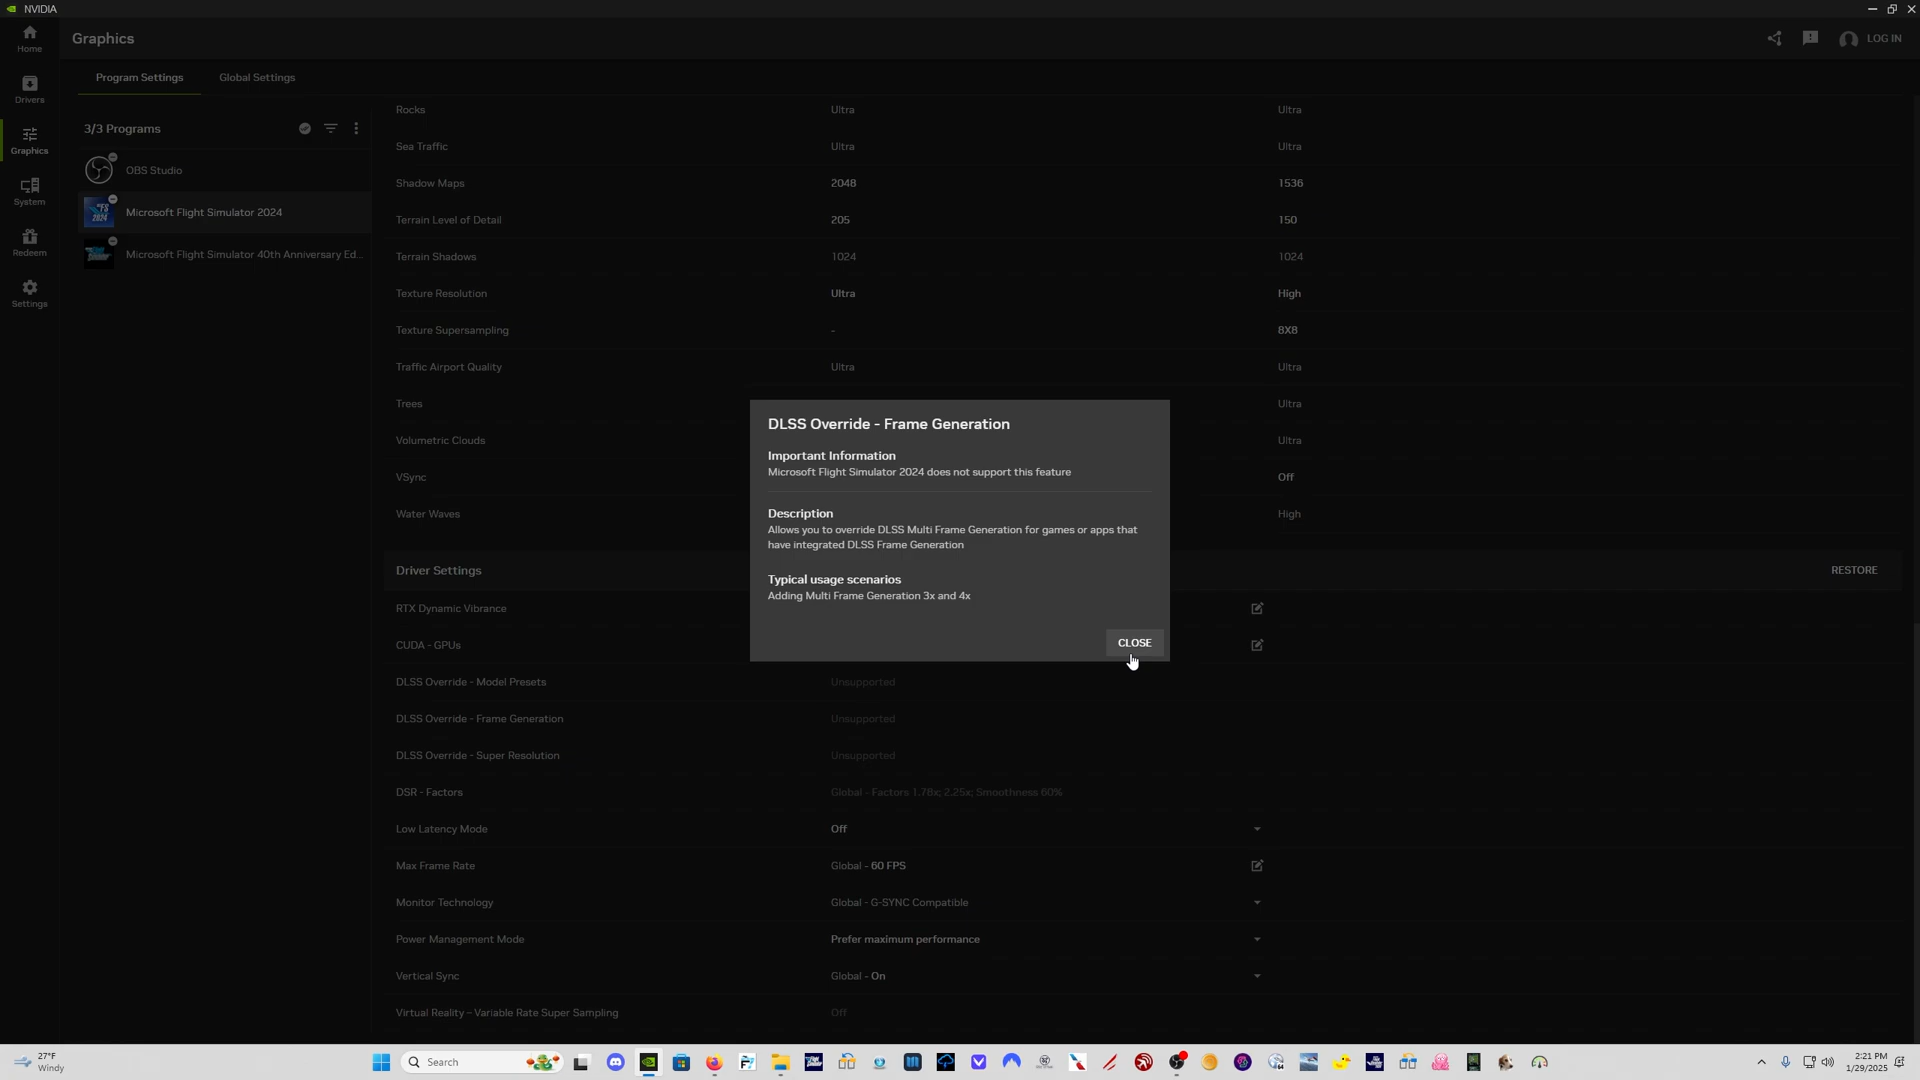 NVIDIA
Home
Graphics
LOG IN
Program Settings
Global Settings
Drivers
3/3 Programs
Graphics
OBS Studio
System
Microsoft Flight Simulator 2024
Redeem
Microsoft Flight Simulator 40th Anniversary Ed...
Settings
Rocks Ultra Ultra
Sea Traffic Ultra Ultra
Shadow Maps 2048 1536
Terrain Level of Detail 205 150
Terrain Shadows 1024 1024
Texture Resolution Ultra High
Texture Supersampling - 8X8
Traffic Airport Quality Ultra Ultra
Trees Ultra
Volumetric Clouds Ultra
VSync Off
Water Waves High
DLSS Override - Frame Generation
Important Information
Microsoft Flight Simulator 2024 does not support this feature
Description
Allows you to override DLSS Multi Frame Generation for games or apps that
have integrated DLSS Frame Generation
Typical usage scenarios
Adding Multi Frame Generation 3x and 4x
CLOSE
Driver Settings RESTORE
RTX Dynamic Vibrance
CUDA - GPUs
DLSS Override - Model Presets Unsupported
DLSS Override - Frame Generation Unsupported
DLSS Override - Super Resolution Unsupported
DSR - Factors Global - Factors 1.78x; 2.25x; Smoothness 60%
Low Latency Mode Off
Max Frame Rate Global - 60 FPS
Monitor Technology Global - G-SYNC Compatible
Power Management Mode Prefer maximum performance
Vertical Sync Global - On
Virtual Reality – Variable Rate Super Sampling Off
27°F
Windy
Search
2:21 PM
1/29/2025